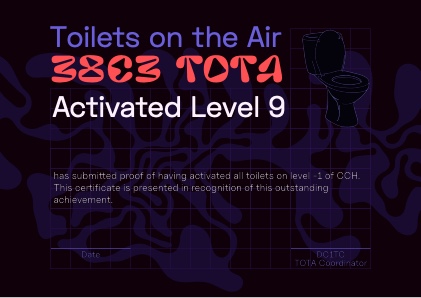 Toilets on the Air
38C3 TOTA
Activated Level 9
has submitted proof of having activated all toilets on level -1 of CCH.
This certificate is presented in recognition of this outstanding
achievement.
Date
DC1TC
TOTA Coordinator